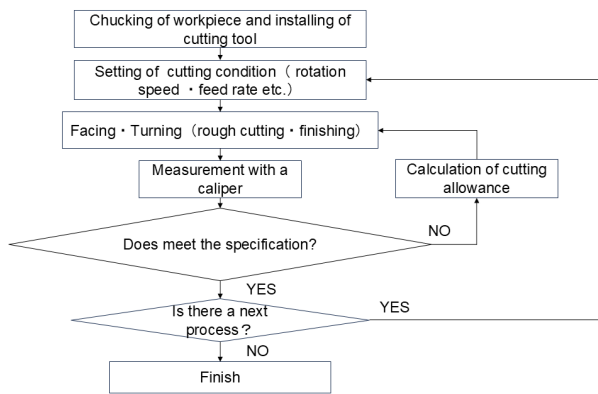 Chucking of workpiece and installing of
cutting tool
Setting of cutting condition（ rotation
speed ・feed rate etc.）
Facing・Turning（rough cutting・finishing）
Measurement with a
caliper
Calculation of cutting
allowance
Does meet the specification?
NO
YES
Is there a next
process？
YES
NO
Finish